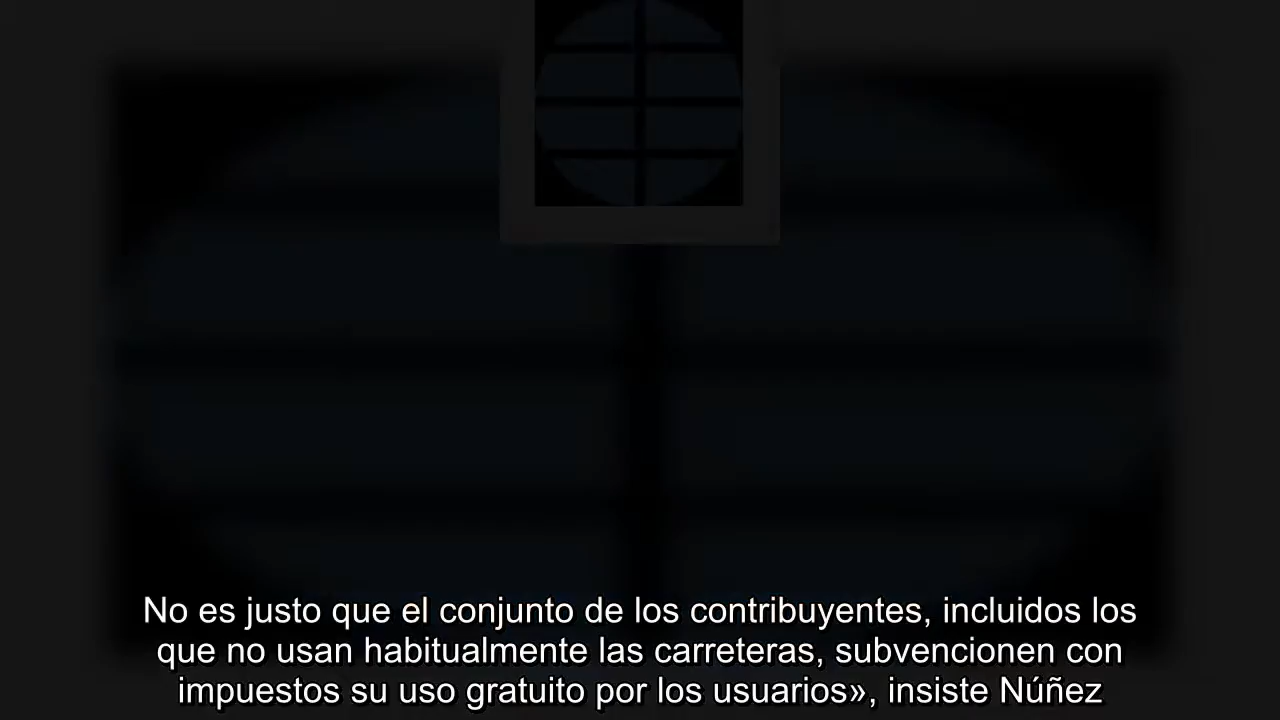 No es justo que el conjunto de los contribuyentes, incluidos los
que no usan habitualmente las carreteras, subvencionen con
impuestos su uso gratuito por los usuarios», insiste Núñez